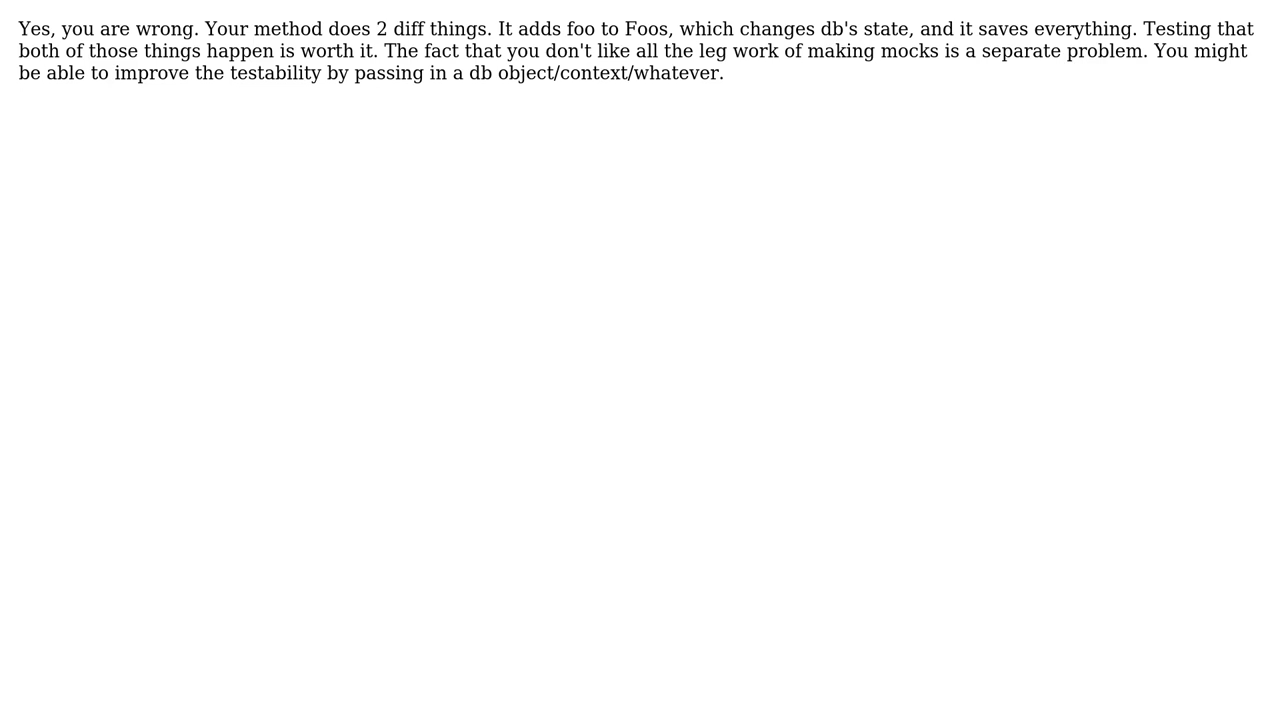 Yes, you are wrong. Your method does 2 diff things. It adds foo to Foos, which changes db's state, and it saves everything. Testing that
both of those things happen is worth it. The fact that you don't like all the leg work of making mocks is a separate problem. You might
be able to improve the testability by passing in a db object/context/whatever.